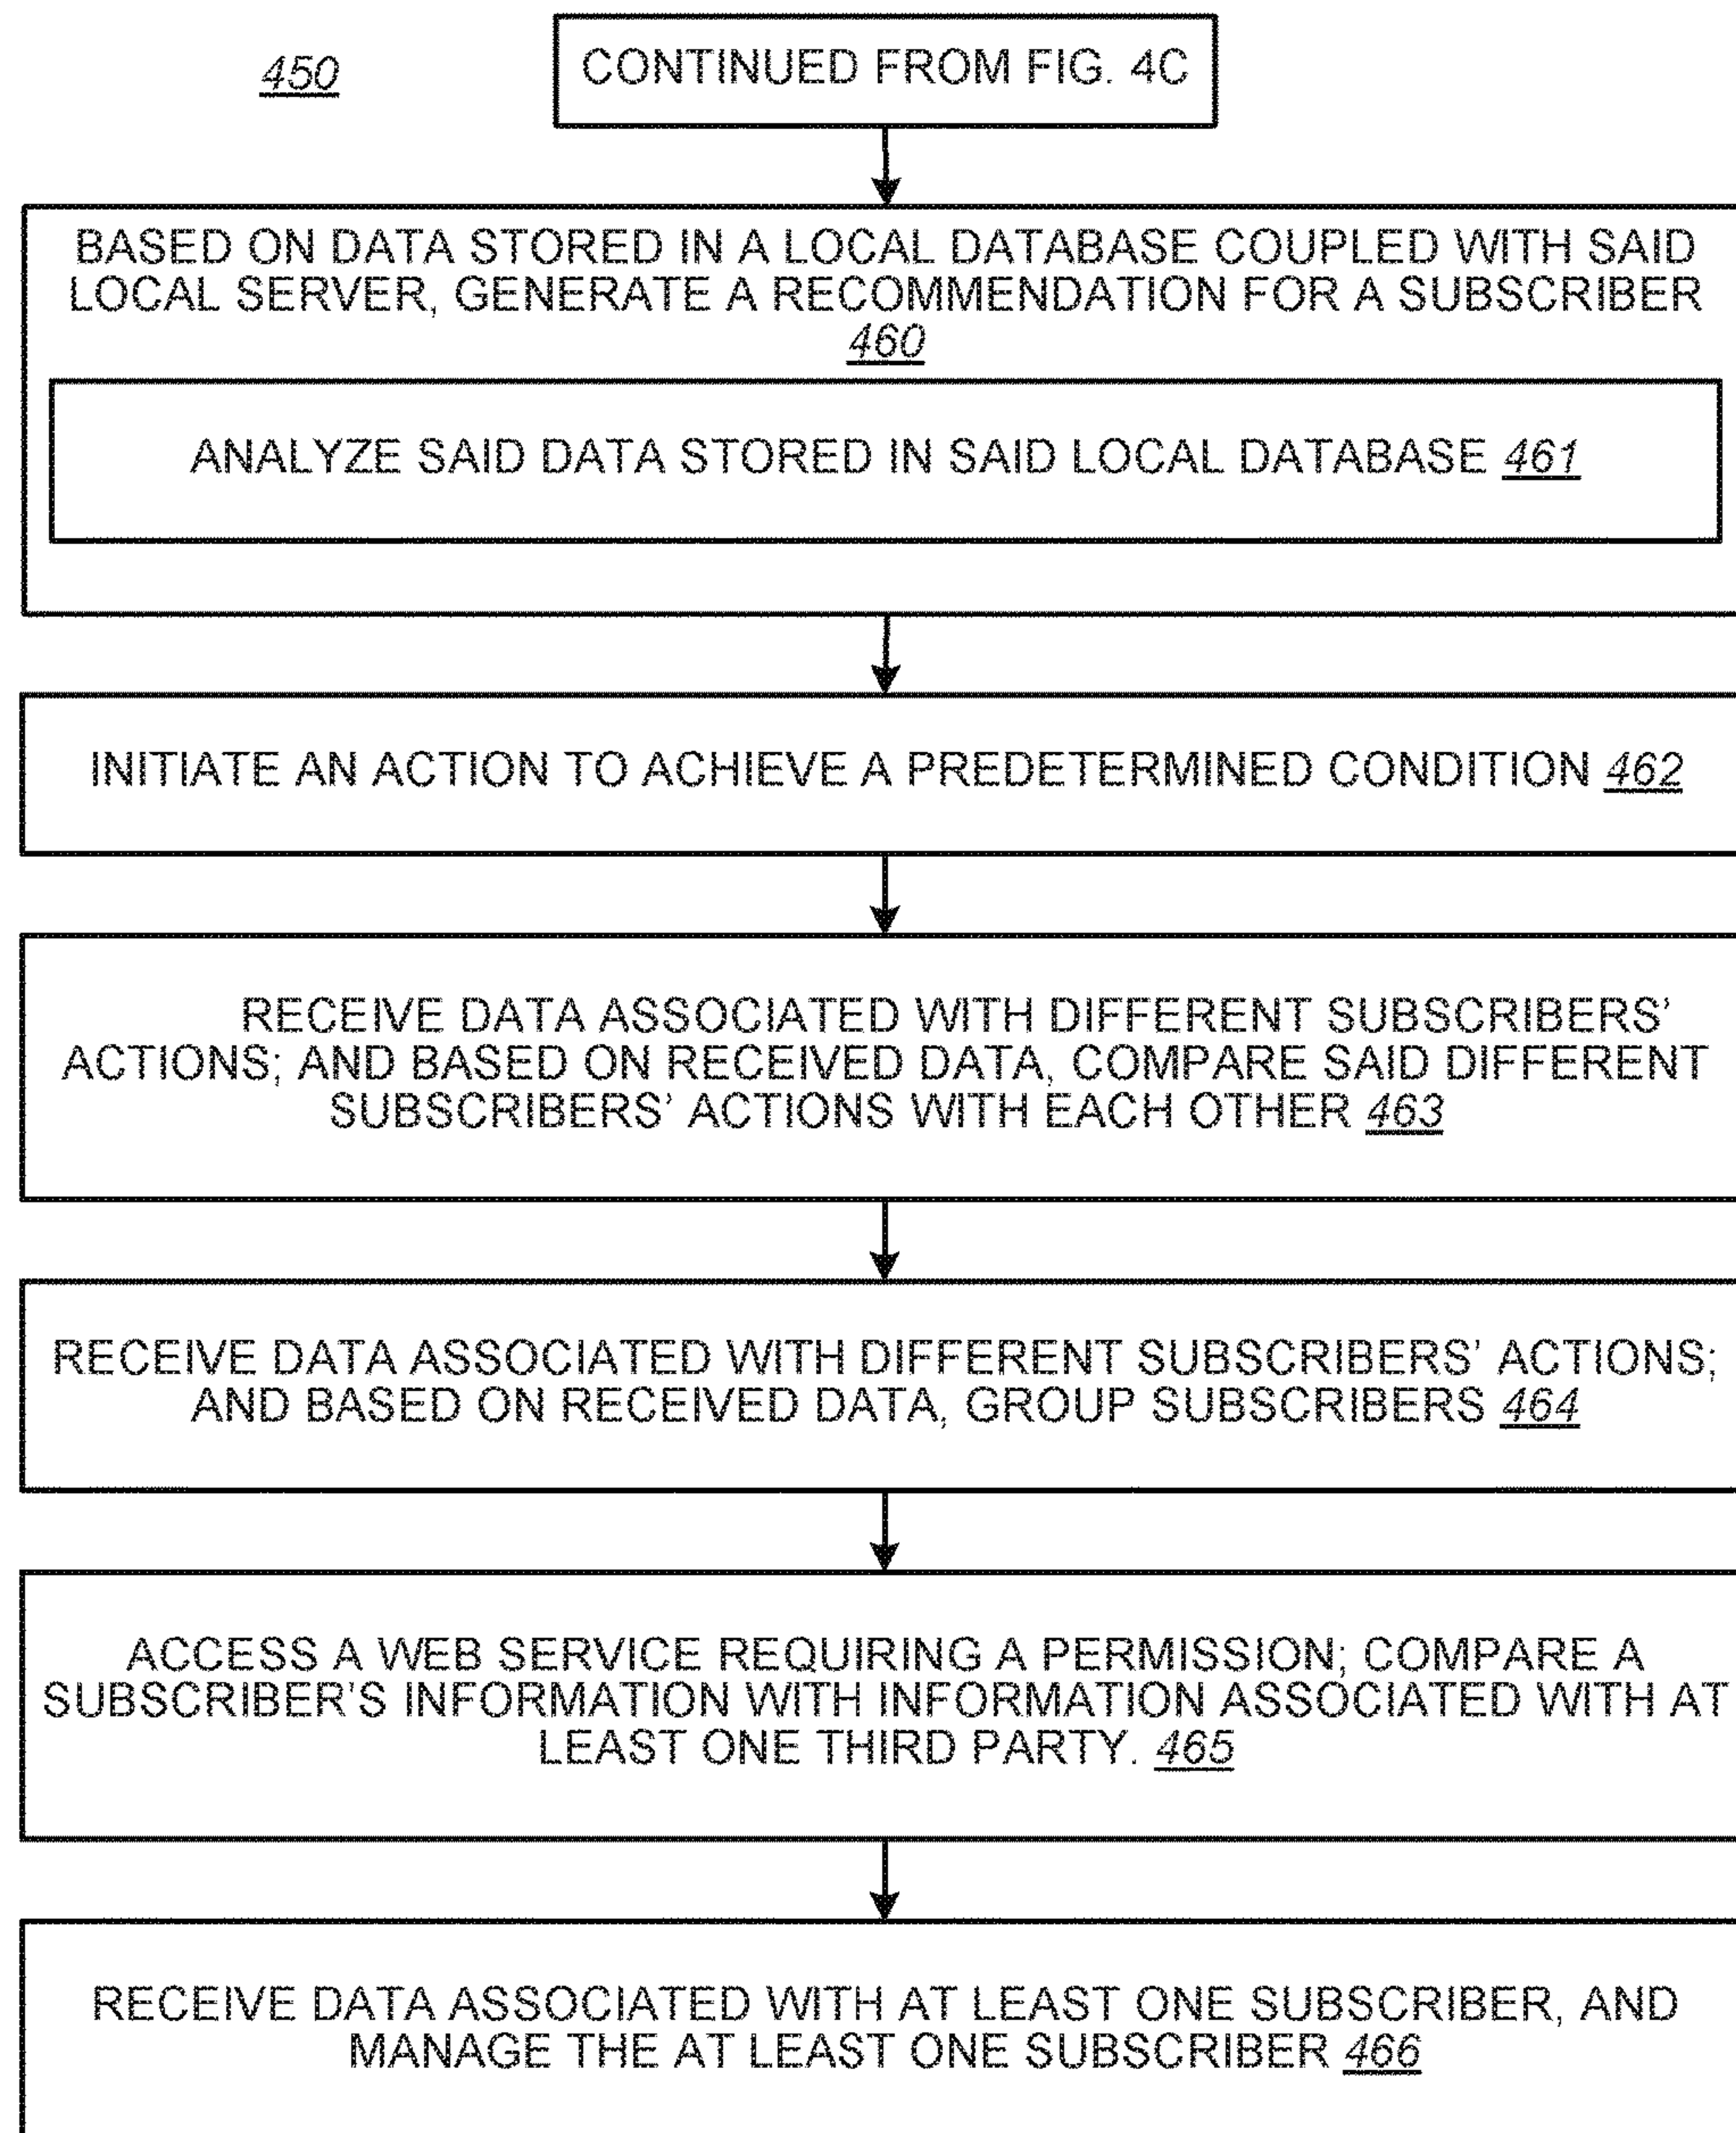 450
CONTINUED FROM FIG. 4C
BASED ON DATA STORED IN A LOCAL DATABASE COUPLED WITH SAID
LOCAL SERVER, GENERATE A RECOMMENDATION FOR A SUBSCRIBER
460
ANALYZE SAID DATA STORED IN SAID LOCAL DATABASE 461
INITIATE AN ACTION TO ACHIEVE A PREDETERMINED CONDITION 462
RECEIVE DATA ASSOCIATED WITH DIFFERENT SUBSCRIBERS’
ACTIONS; AND BASED ON RECEIVED DATA, COMPARE SAID DIFFERENT
SUBSCRIBERS’ ACTIONS WITH EACH OTHER 463
RECEIVE DATA ASSOCIATED WITH DIFFERENT SUBSCRIBERS’ ACTIONS;
AND BASED ON RECEIVED DATA, GROUP SUBSCRIBERS 464
ACCESS A WEB SERVICE REQUIRING A PERMISSION; COMPARE A
SUBSCRIBER’S INFORMATION WITH INFORMATION ASSOCIATED WITH AT
LEAST ONE THIRD PARTY. 465
RECEIVE DATA ASSOCIATED WITH AT LEAST ONE SUBSCRIBER, AND
MANAGE THE AT LEAST ONE SUBSCRIBER 466